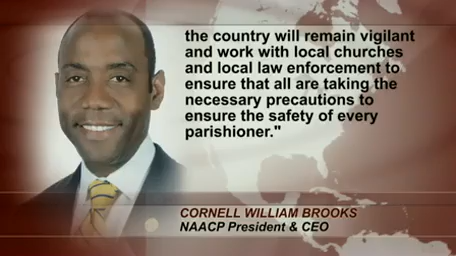 the country will remain vigilant
and work with local churches
and local law enforcement to
ensure that all are taking the
necessary precautions to
ensure the safety of every
parishioner."
CORNELL WILLIAM BROOKS
NAACP President & CEO